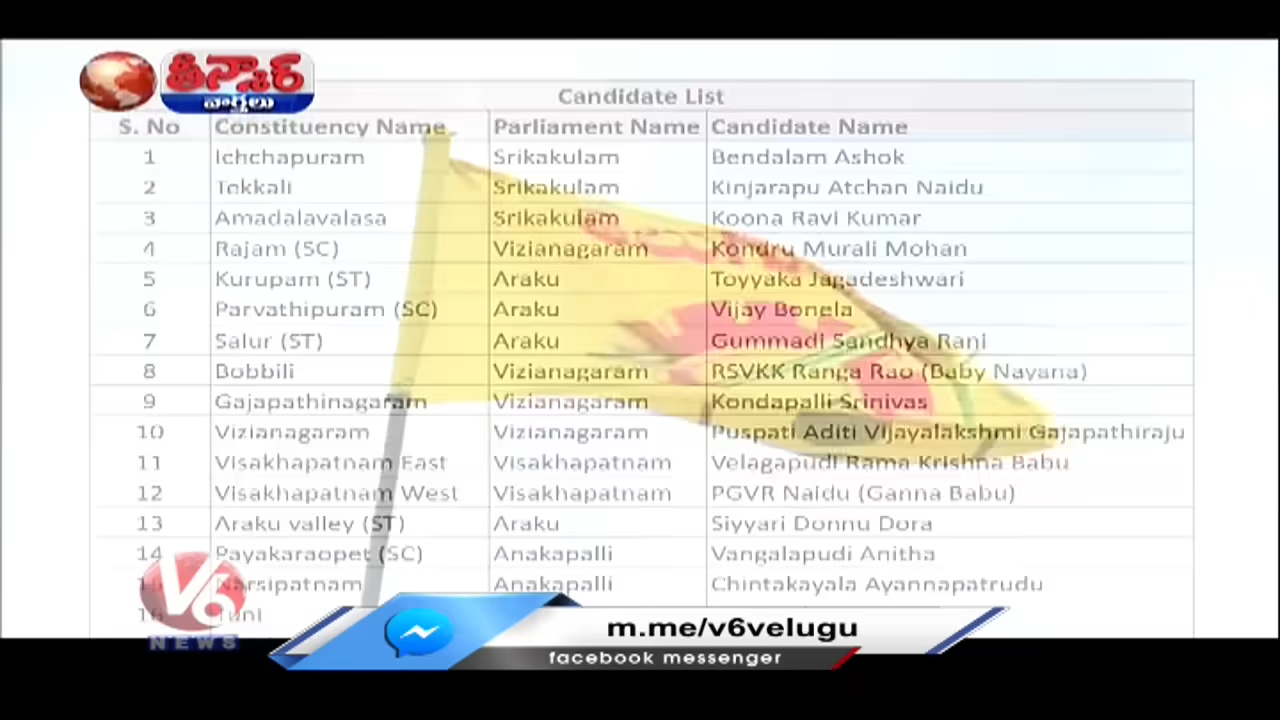 తీన్మార్
వార్తలు
Candidate List
S. No Constituency Name Parliament Name Candidate Name
1 Ichchapuram Srikakulam Bendalam Ashok
2 Tekkali Srikakulam Kinjarapu Atchan Naidu
3 Amadalavalasa Srikakulam Koona Ravi Kumar
4 Rajam (SC) Vizianagaram Kondru Murali Mohan
5 Kurupam (ST) Araku Toyyaka Jagadeshwari
6 Parvathipuram (SC) Araku Vijay Bonela
7 Salur (ST) Araku Gummadi Sandhya Rani
8 Bobbili Vizianagaram RSVKK Ranga Rao (Baby Nayana)
9 Gajapathinagaram Vizianagaram Kondapalli Srinivas
10 Vizianagaram Vizianagaram Puspati Aditi Vijayalakshmi Gajapathiraju
11 Visakhapatnam East Visakhapatnam Velagapudi Rama Krishna Babu
12 Visakhapatnam West Visakhapatnam PGVR Naidu (Ganna Babu)
13 Araku valley (ST) Araku Siyyari Donnu Dora
14 Payakaraopet (SC) Anakapalli Vangalapudi Anitha
15 Narsipatnam Anakapalli Chintakayala Ayannapatrudu
16 Tuni
V6
NEWS
m.me/v6velugu
facebook messenger